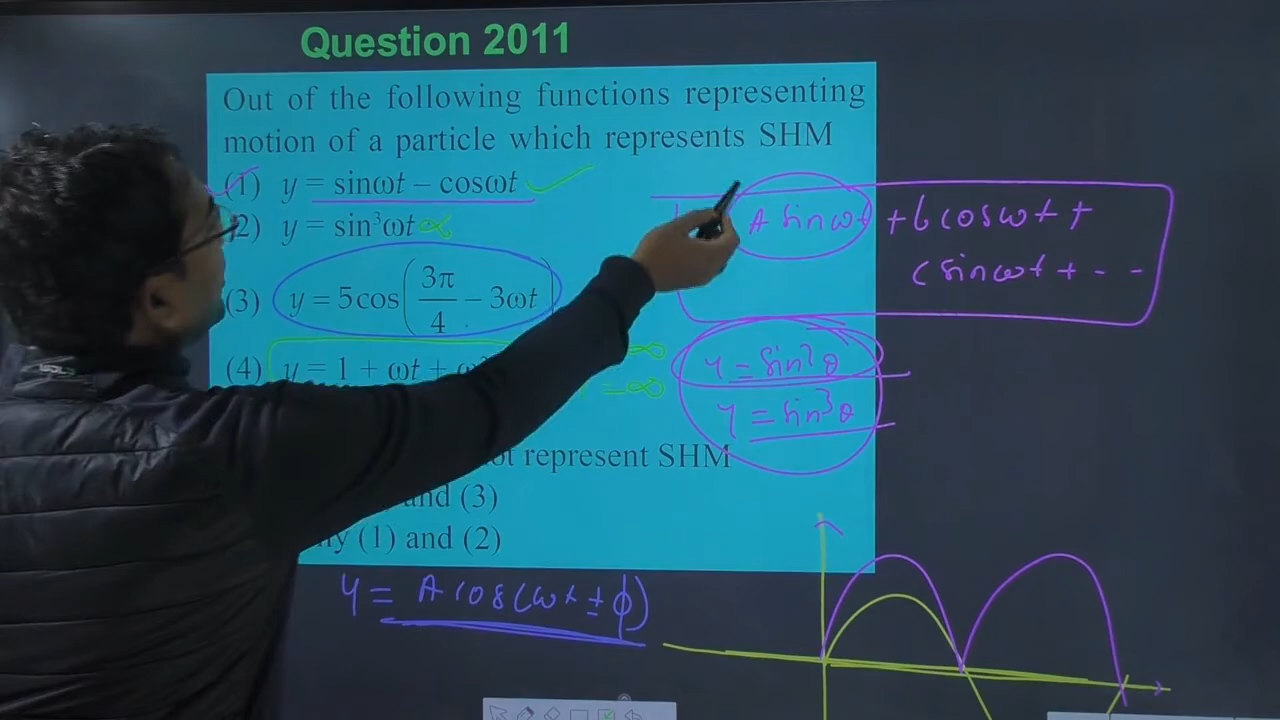 Question 2011
Out of the following functions representing
motion of a particle which represents SHM
(1) y = sinωt – cosωt
2) y = sin³ωt ∝
(3) y = 5cos(3π/4 – 3ωt)
(4) y = 1 + ωt +
∞
= ∞
represent SHM
and (3)
(1) and (2)
A sinωt + b cosωt +
(sinωt + - -
y = sin²θ
y = sin³θ
y = A cos(ωt ± ϕ)